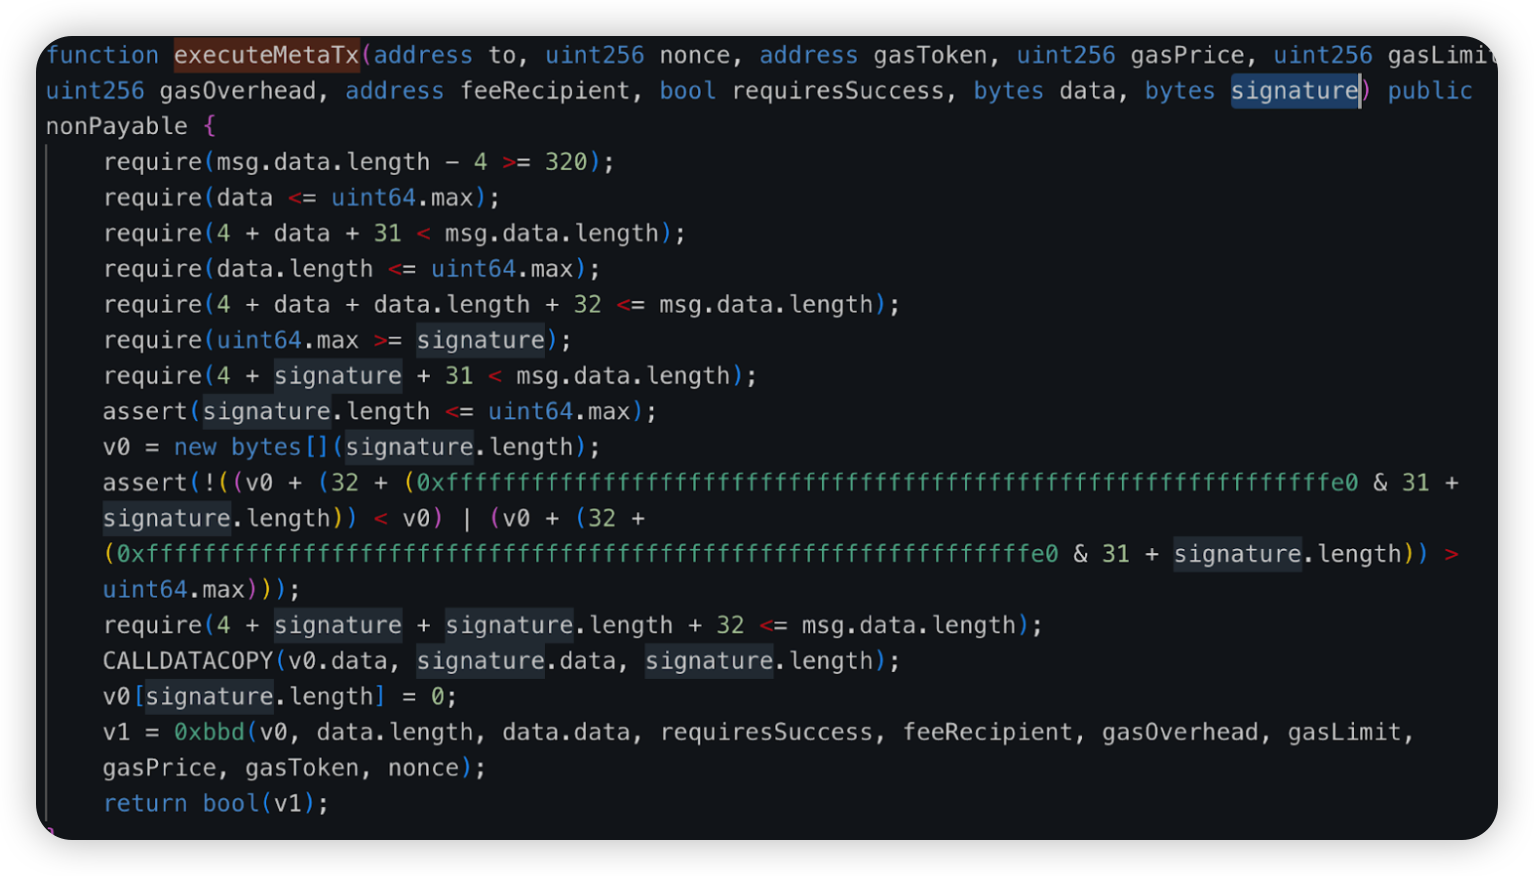 function executeMetaTx(address to, uint256 nonce, address gasToken, uint256 gasPrice, uint256 gasLimit
uint256 gasOverhead, address feeRecipient, bool requiresSuccess, bytes data, bytes signature) public
nonPayable {
require(msg.data.length - 4 >= 320);
require(data <= uint64.max);
require(4 + data + 31 < msg.data.length);
require(data.length <= uint64.max);
require(4 + data + data.length + 32 <= msg.data.length);
require(uint64.max >= signature);
require(4 + signature + 31 < msg.data.length);
assert(signature.length <= uint64.max);
v0 = new bytes[](signature.length);
assert(!((v0 + (32 + (0xffffffffffffffffffffffffffffffffffffffffffffffffffffffffffffffe0 & 31 +
signature.length)) < v0) | (v0 + (32 +
(0xffffffffffffffffffffffffffffffffffffffffffffffffffffffffffffffe0 & 31 + signature.length)) >
uint64.max)));
require(4 + signature + signature.length + 32 <= msg.data.length);
CALLDATACOPY(v0.data, signature.data, signature.length);
v0[signature.length] = 0;
v1 = 0xbbd(v0, data.length, data.data, requiresSuccess, feeRecipient, gasOverhead, gasLimit,
gasPrice, gasToken, nonce);
return bool(v1);